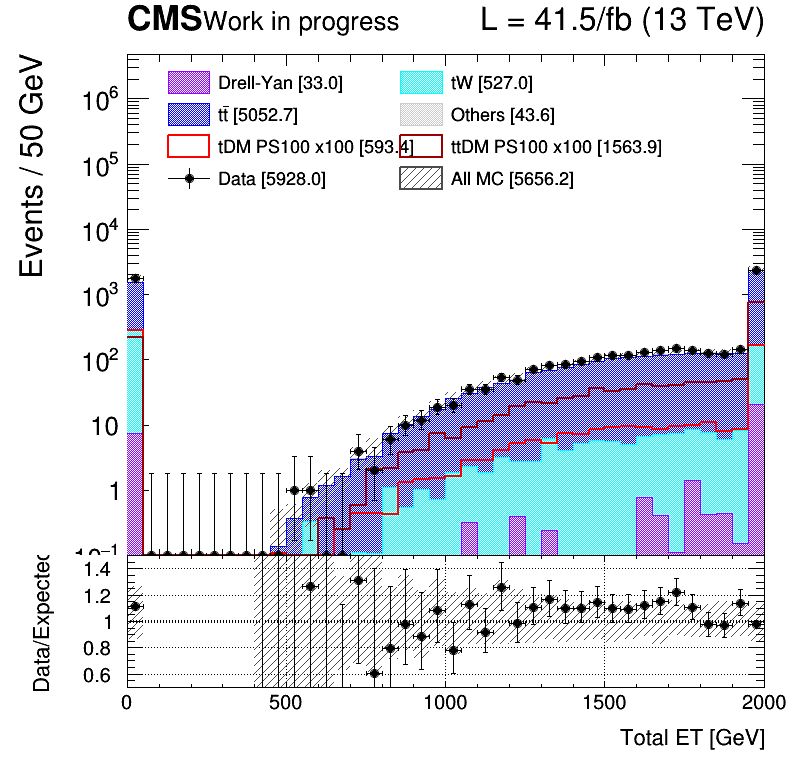 CMS Work in progress L = 41.5/fb (13 TeV)
Events / 50 GeV
Drell-Yan [33.0] tW [527.0]
tt̄ [5052.7] Others [43.6]
tDM PS100 x100 [593.4] ttDM PS100 x100 [1563.9]
Data [5928.0] All MC [5656.2]
10⁶
10⁵
10⁴
10³
10²
10
1
10⁻¹
Data/Expected
1.4
1.2
1
0.8
0.6
0 500 1000 1500 2000
Total ET [GeV]